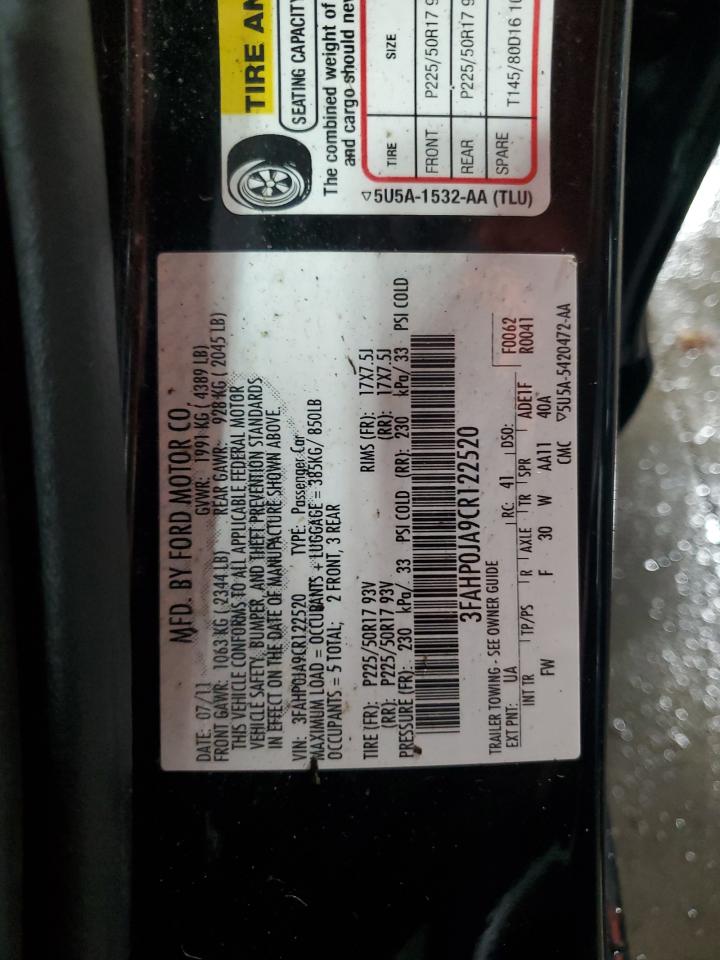 TIRE AN
SEATING CAPACITY
The combined weight of
and cargo should nev
TIRE SIZE
FRONT P225/50R17 9
REAR P225/50R17 9
SPARE T145/80D16 10
5U5A-1532-AA (TLU)
MFD. BY FORD MOTOR CO
DATE: 07/11 GVWR: 1991 KG ( 4389 LB)
FRONT GAWR: 1063 KG ( 2344 LB) REAR GAWR: 928 KG ( 2045 LB)
THIS VEHICLE CONFORMS TO ALL APPLICABLE FEDERAL MOTOR
VEHICLE SAFETY, BUMPER, AND THEFT PREVENTION STANDARDS
IN EFFECT ON THE DATE OF MANUFACTURE SHOWN ABOVE.
VIN: 3FAHP0JA9CR122520 TYPE: Passenger Car
MAXIMUM LOAD = OCCUPANTS + LUGGAGE = 385KG/ 850LB
OCCUPANTS = 5 TOTAL; 2 FRONT, 3 REAR
TIRE (FR): P225/50R17 93V RIMS (FR): 17X7.5J
(RR): P225/50R17 93V (RR): 17X7.5J
PRESSURE (FR): 230 kPa/ 33 PSI COLD (RR): 230 kPa/ 33 PSI COLD
3FAHP0JA9CR122520
TRAILER TOWING - SEE OWNER GUIDE F0062
EXT PNT: UA RC: 41 DSO: R0041
INT TR TP/PS R AXLE TR SPR ADE1F
FW F 30 W AA11 40A
CMC 5U5A-5420472-AA